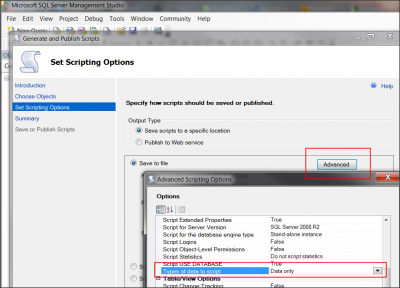 Microsoft SQL Server Management Studio
File Edit View Project Debug Tools Window Community Help
New Query
Generate and Publish Scripts
Set Scripting Options
Introduction
Choose Objects
Set Scripting Options
Summary
Save or Publish Scripts
Help
Specify how scripts should be saved or published.
Output Type
Save scripts to a specific location
Publish to Web service
Save to file
Advanced
Advanced Scripting Options
Options
Script Extended Properties True
Script for Server Version SQL Server 2008 R2
Script for the database engine type Stand-alone instance
Script Logins False
Script Object-Level Permissions False
Script Statistics Do not script statistics
Script USE DATABASE True
Types of data to script Data only
Table/View Options
Script Change Tracking False